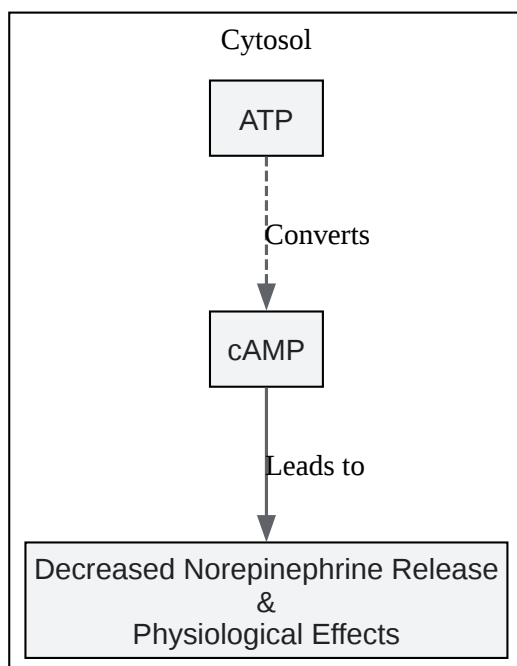 Cytosol
ATP
Converts
cAMP
Leads to
Decreased Norepinephrine Release
&
Physiological Effects